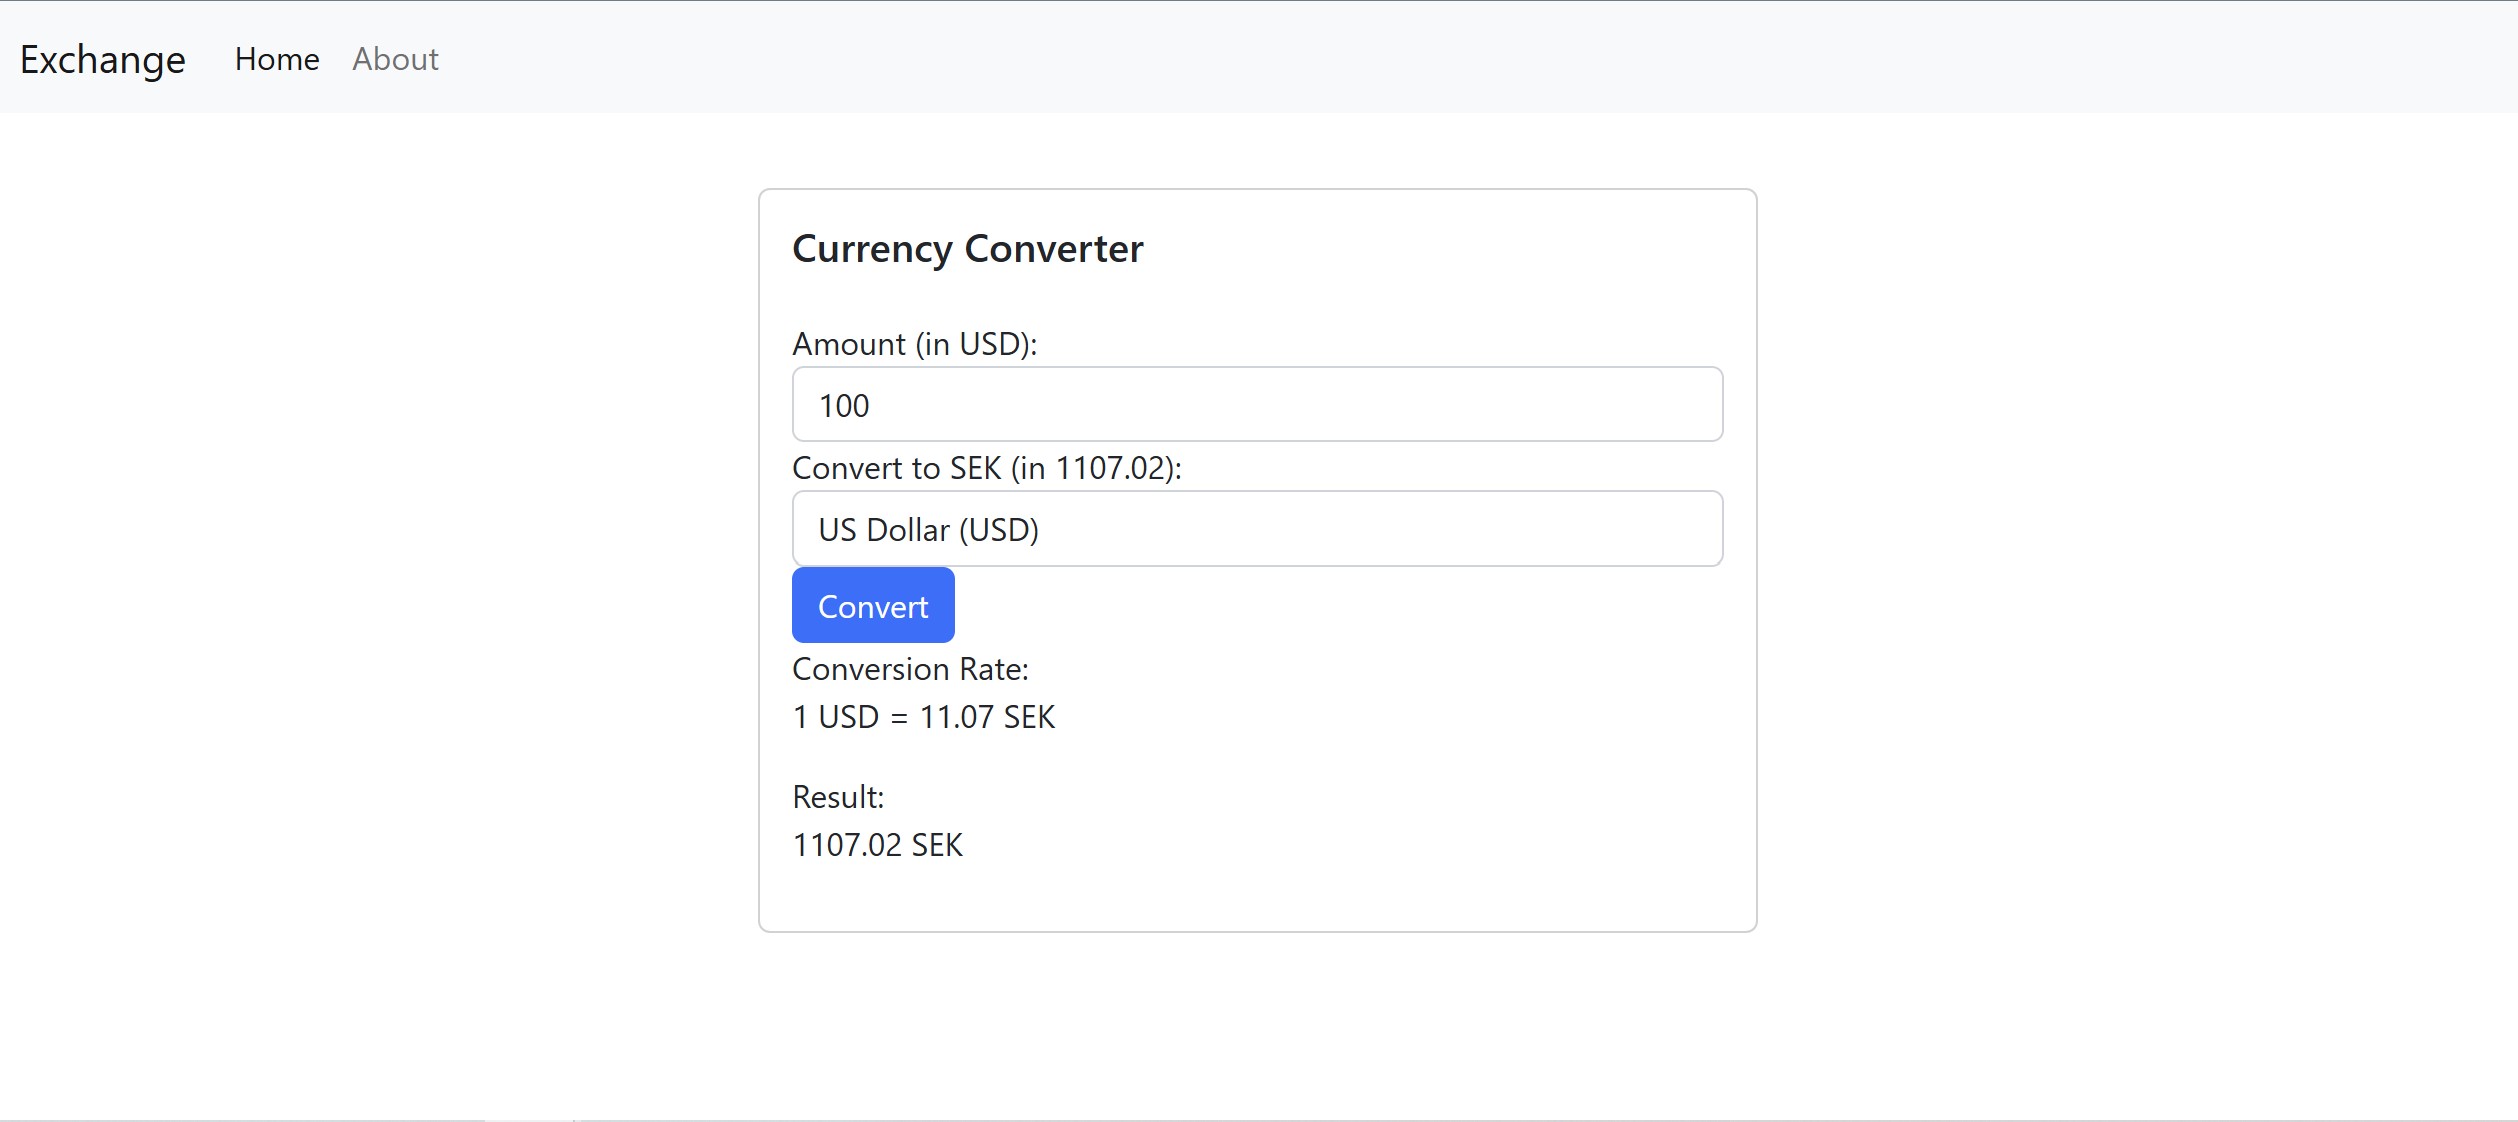 Exchange Home About
Currency Converter
Amount (in USD):
100
Convert to SEK (in 1107.02):
US Dollar (USD)
Convert
Conversion Rate:
1 USD = 11.07 SEK
Result:
1107.02 SEK